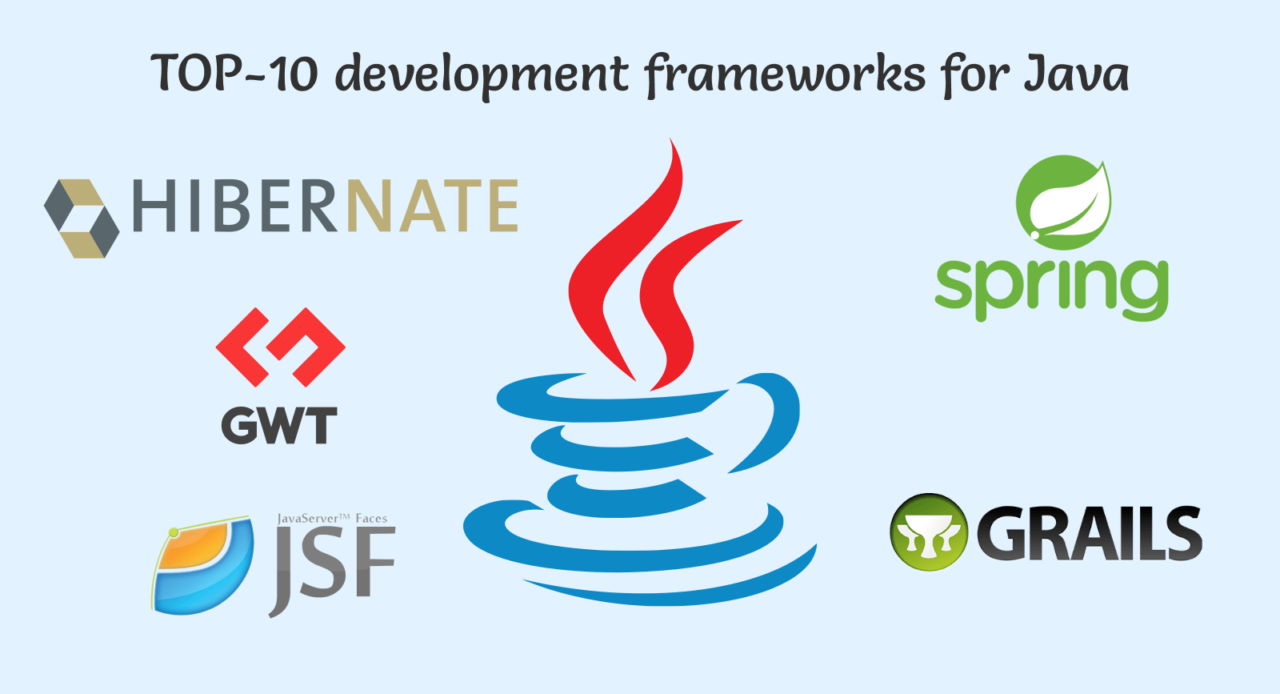 TOP-10 development frameworks for Java
HIBERNATE
spring
GWT
JavaServer™ Faces
JSF
GRAILS